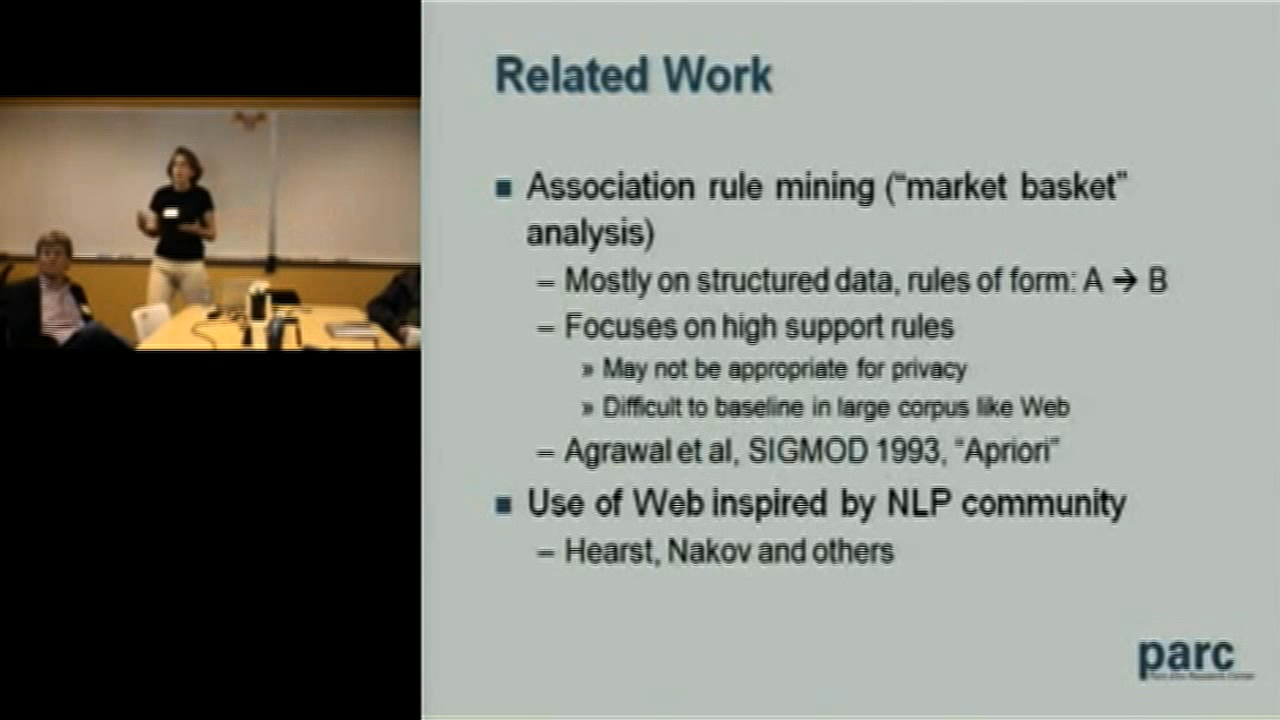 Related Work
■ Association rule mining (“market basket”
analysis)
– Mostly on structured data, rules of form: A → B
– Focuses on high support rules
» May not be appropriate for privacy
» Difficult to baseline in large corpus like Web
– Agrawal et al, SIGMOD 1993, “Apriori”
■ Use of Web inspired by NLP community
– Hearst, Nakov and others
parc